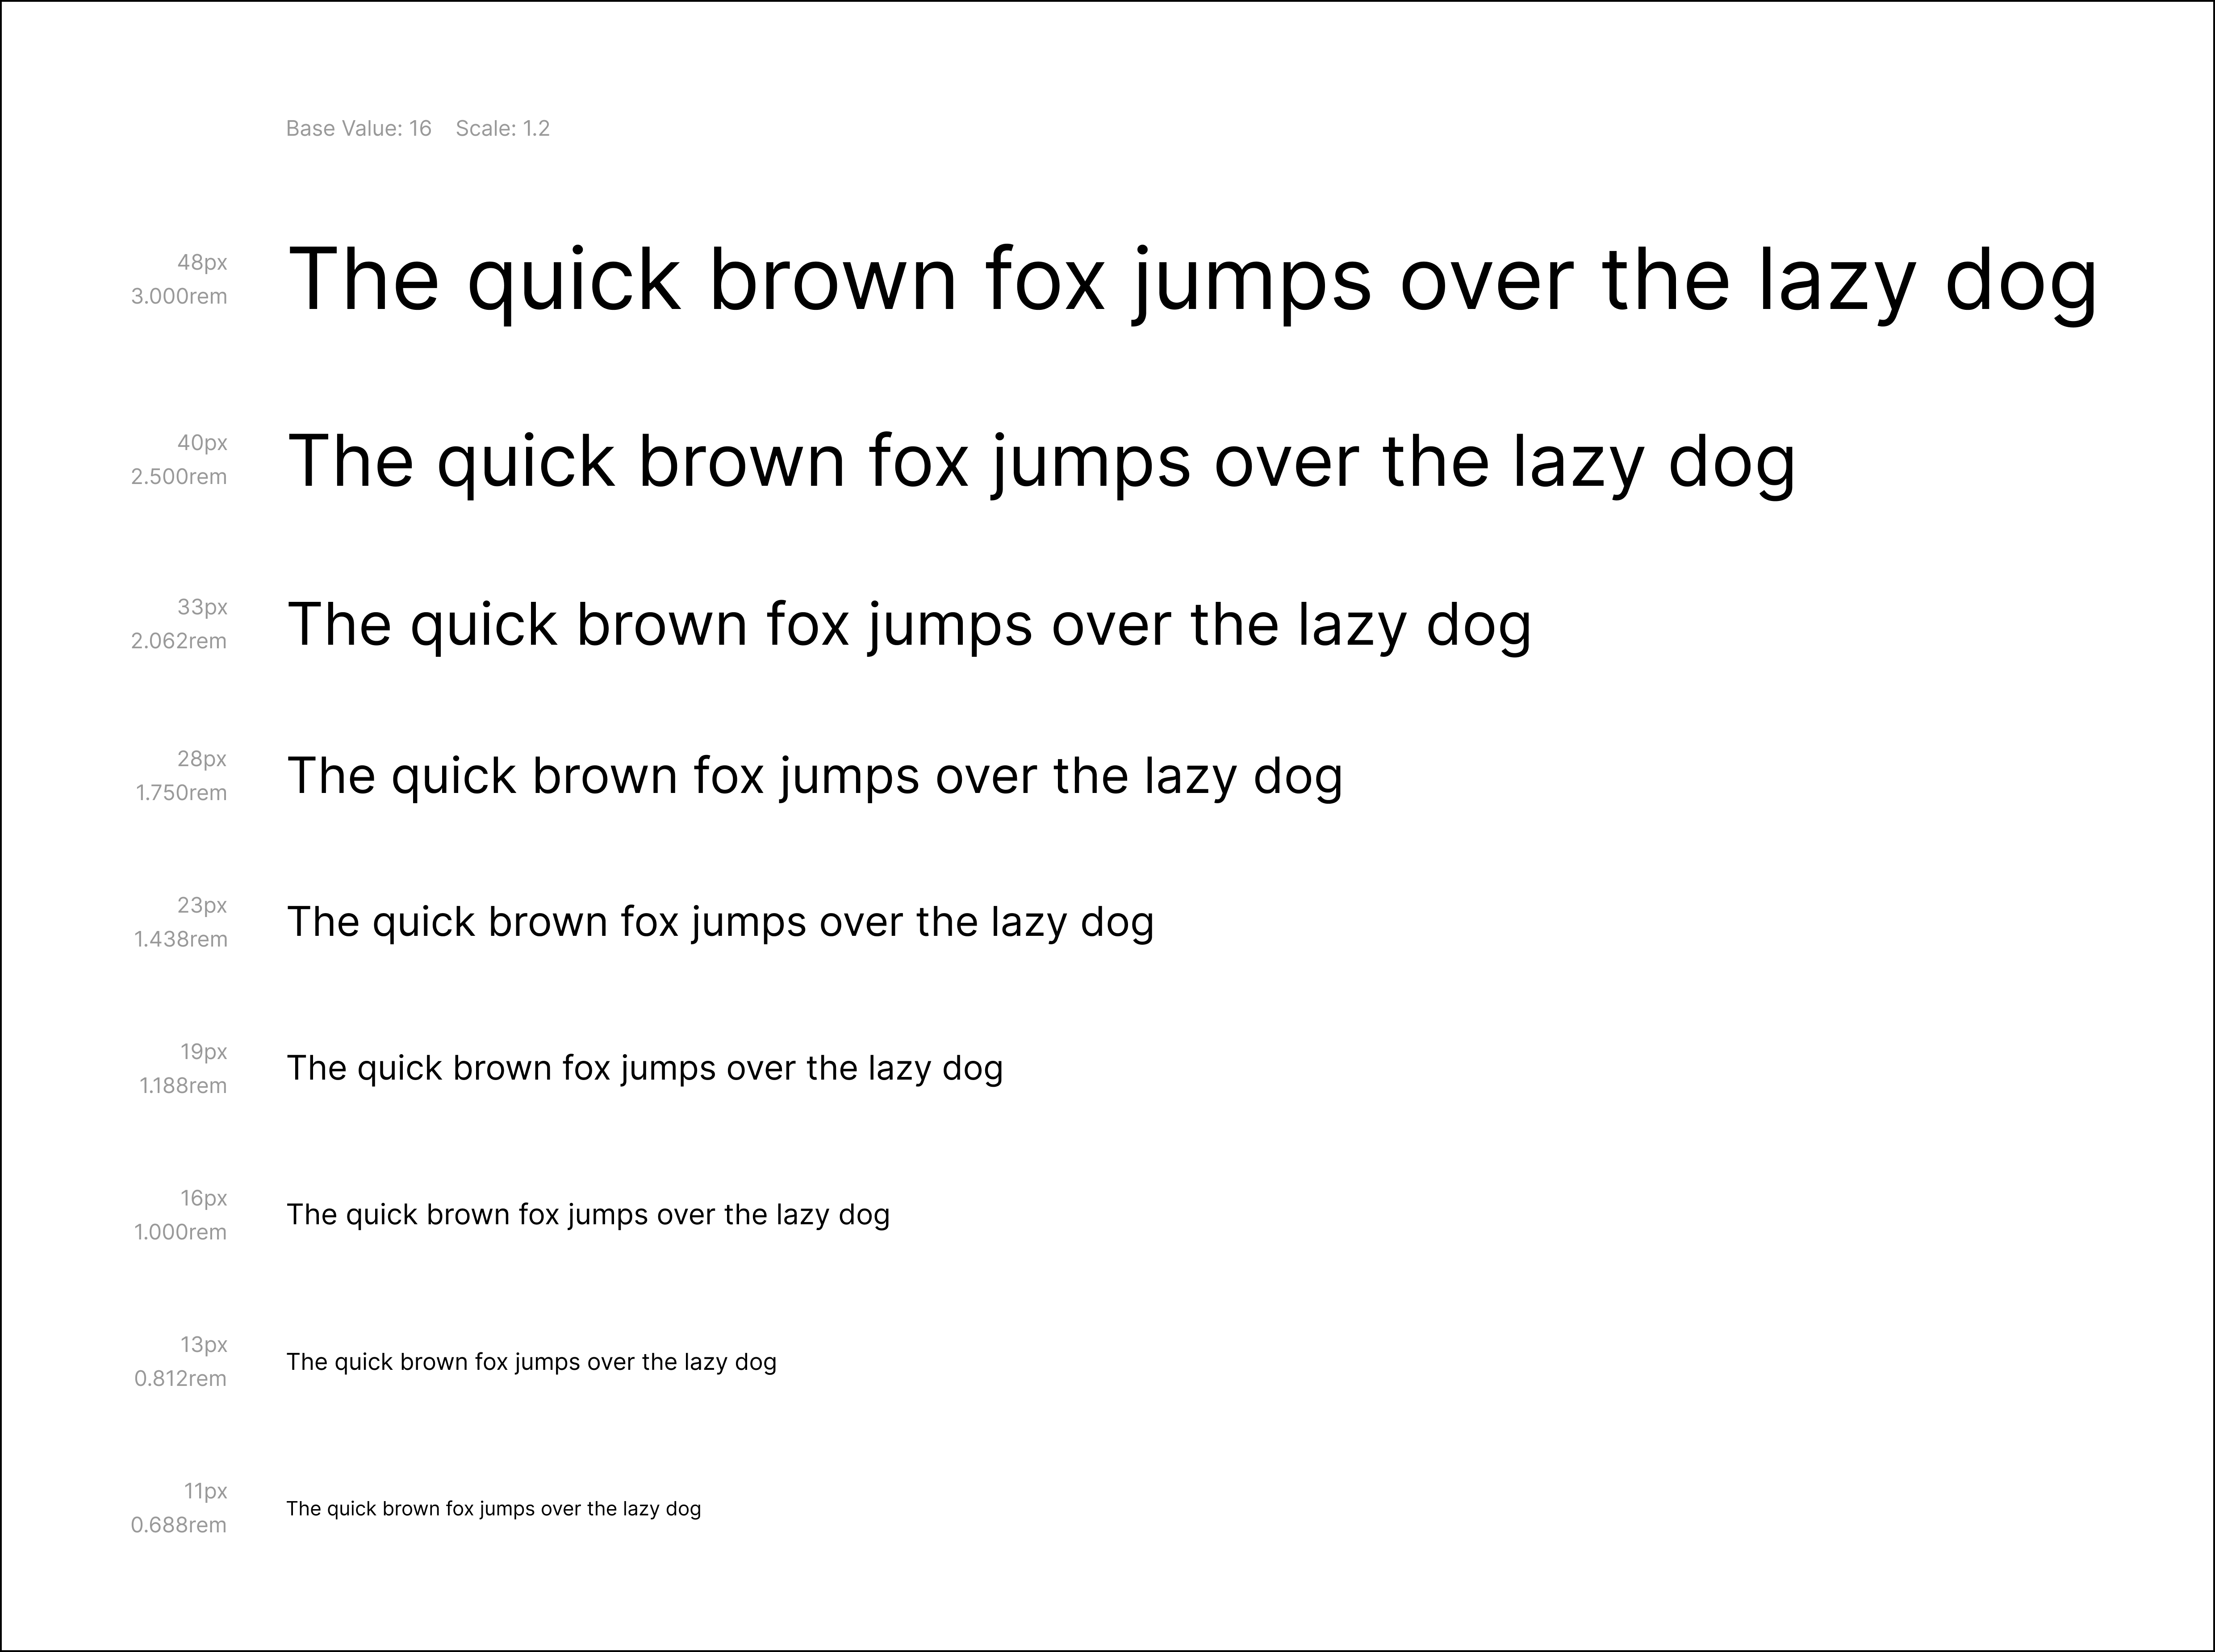 Base Value: 16    Scale: 1.2
48px
3.000rem
The quick brown fox jumps over the lazy dog
40px
2.500rem
The quick brown fox jumps over the lazy dog
33px
2.062rem
The quick brown fox jumps over the lazy dog
28px
1.750rem
The quick brown fox jumps over the lazy dog
23px
1.438rem
The quick brown fox jumps over the lazy dog
19px
1.188rem
The quick brown fox jumps over the lazy dog
16px
1.000rem
The quick brown fox jumps over the lazy dog
13px
0.812rem
The quick brown fox jumps over the lazy dog
11px
0.688rem
The quick brown fox jumps over the lazy dog